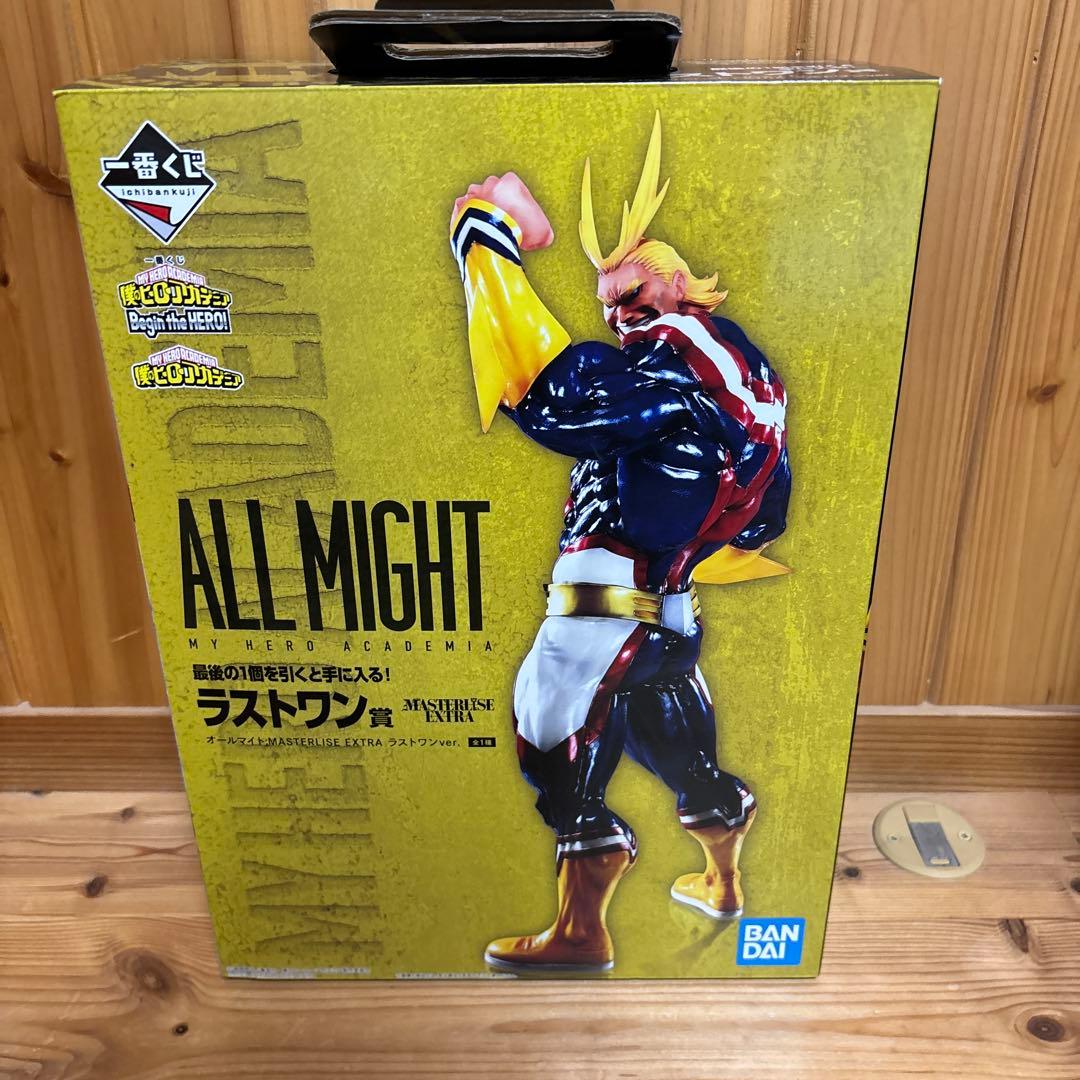 一番くじ
ichibankuji
一番くじ
MY HERO ACADEMIA
僕のヒーローアカデミア
Begin the HERO!
MY HERO ACADEMIA
僕のヒーローアカデミア
ALL MIGHT
MY HERO ACADEMIA
最後の1個を引くと手に入る!
ラストワン賞
MASTERLISE
EXTRA
オールマイト;MASTERLISE EXTRA ラストワンver.
全1種
BAN
DAI